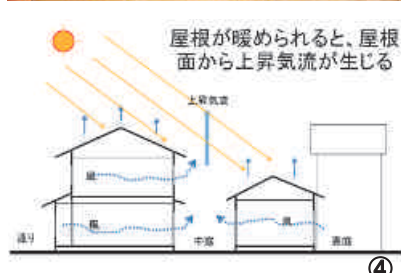 屋根が暖められると、屋根
面から上昇気流が生じる
上昇気流
風
風
風
通り
中庭
裏庭
④